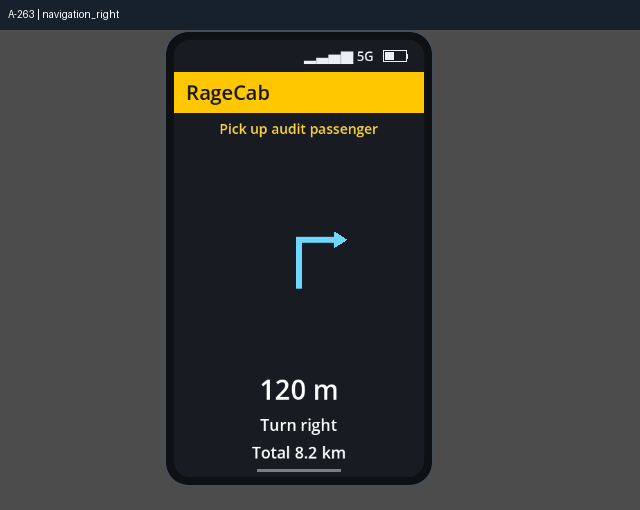 A-263 | navigation_right
5G
RageCab
Pick up audit passenger
120 m
Turn right
Total 8.2 km